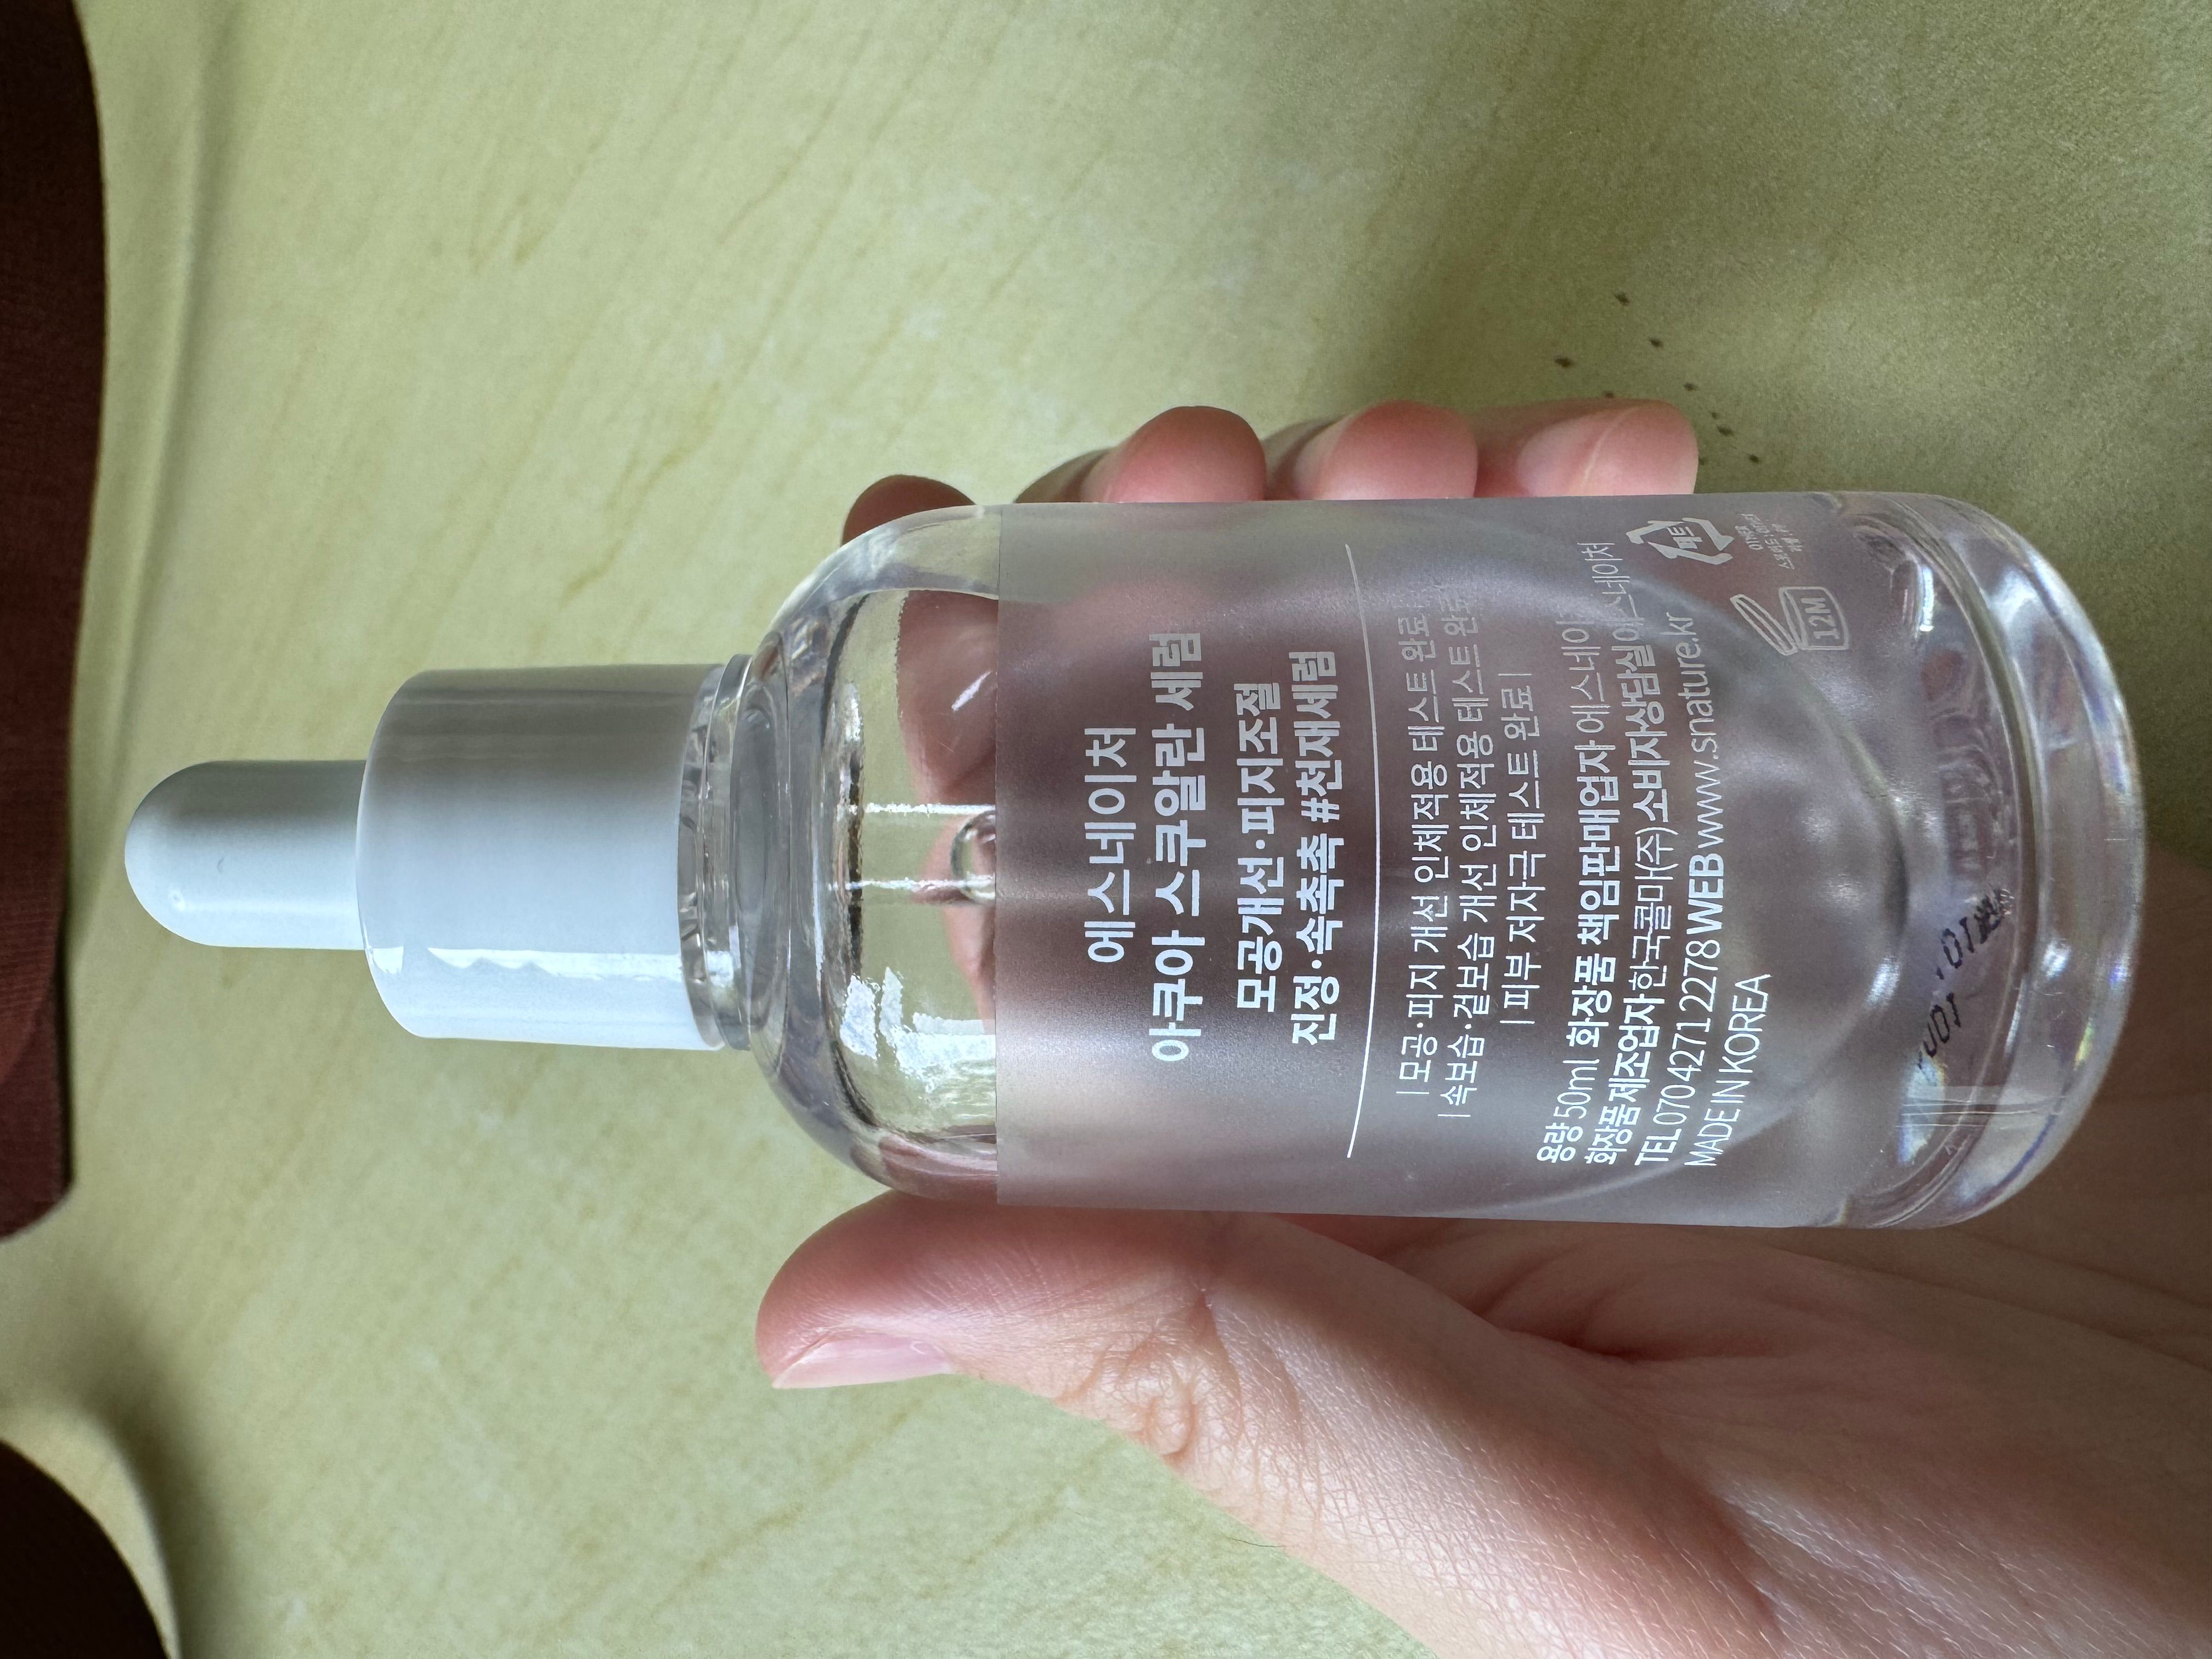 에스네이처
아쿠아 스쿠알란 세럼
모공개선·피지조절
진정·속촉촉 #천재세럼
| 모공·피지 개선 인체적용 테스트 완료 |
| 속보습·겉보습 개선 인체적용 테스트 완료 |
| 피부 저자극 테스트 완료 |
용량 50ml 화장품 책임판매업자 에스네이처
화장품제조업자 한국콜마(주) 소비자상담실 에스네이처
TEL 070 4271 2278 WEB www.snature.kr
MADE IN KOREA
12M
페트
OTHER